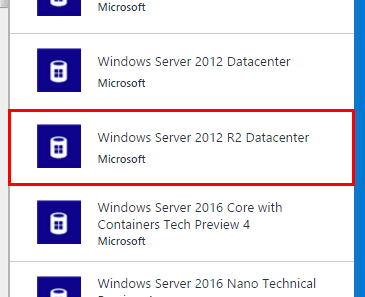 Microsoft
Windows Server 2012 Datacenter
Microsoft
Windows Server 2012 R2 Datacenter
Microsoft
Windows Server 2016 Core with
Containers Tech Preview 4
Microsoft
Windows Server 2016 Nano Technical